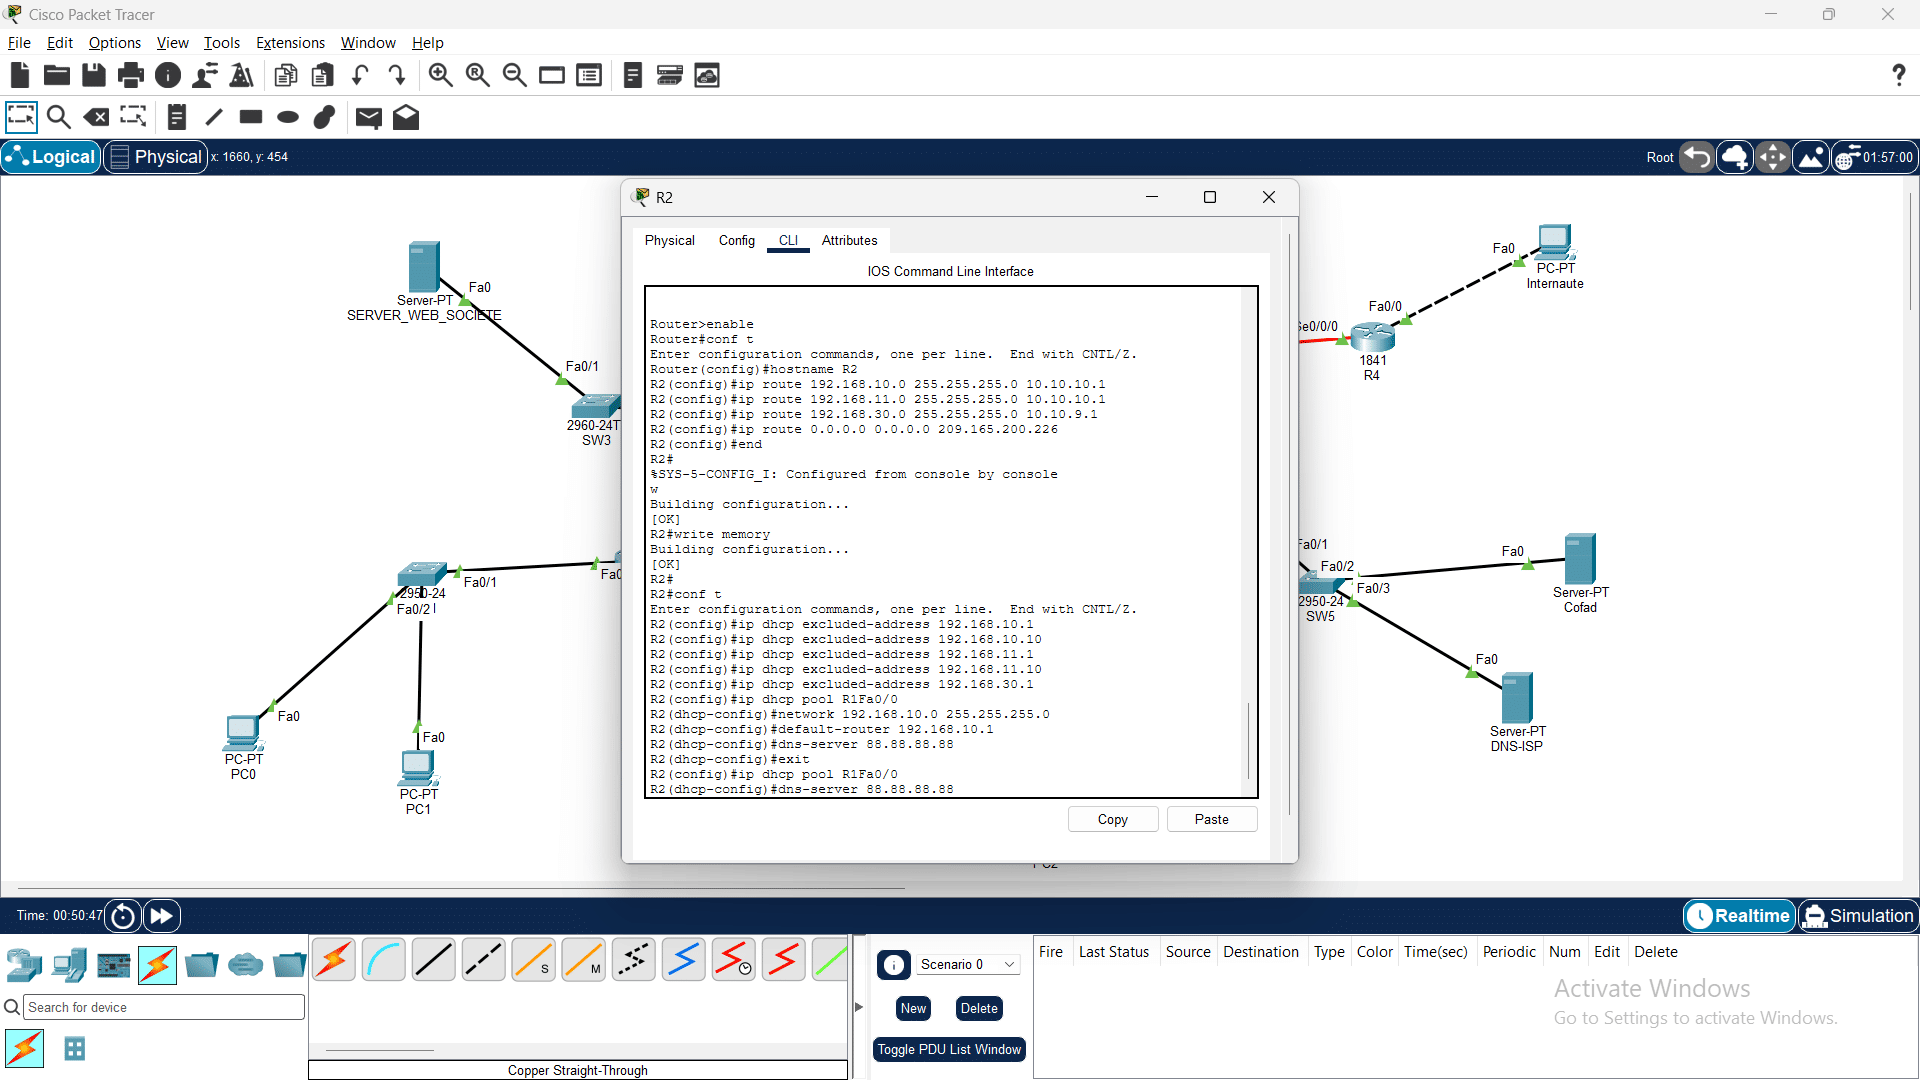 Cisco Packet Tracer
File Edit Options View Tools Extensions Window Help
Logical Physical x: 1660, y: 454 Root 01:57:00
R2
Physical Config CLI Attributes
IOS Command Line Interface
Router>enable
Router#conf t
Enter configuration commands, one per line.  End with CNTL/Z.
Router(config)#hostname R2
R2(config)#ip route 192.168.10.0 255.255.255.0 10.10.10.1
R2(config)#ip route 192.168.11.0 255.255.255.0 10.10.10.1
R2(config)#ip route 192.168.30.0 255.255.255.0 10.10.9.1
R2(config)#ip route 0.0.0.0 0.0.0.0 209.165.200.226
R2(config)#end
R2#
%SYS-5-CONFIG_I: Configured from console by console
w
Building configuration...
[OK]
R2#write memory
Building configuration...
[OK]
R2#
R2#conf t
Enter configuration commands, one per line.  End with CNTL/Z.
R2(config)#ip dhcp excluded-address 192.168.10.1
R2(config)#ip dhcp excluded-address 192.168.10.10
R2(config)#ip dhcp excluded-address 192.168.11.1
R2(config)#ip dhcp excluded-address 192.168.11.10
R2(config)#ip dhcp excluded-address 192.168.30.1
R2(config)#ip dhcp pool R1Fa0/0
R2(dhcp-config)#network 192.168.10.0 255.255.255.0
R2(dhcp-config)#default-router 192.168.10.1
R2(dhcp-config)#dns-server 88.88.88.88
R2(dhcp-config)#exit
R2(config)#ip dhcp pool R1Fa0/0
R2(dhcp-config)#dns-server 88.88.88.88
Copy Paste
Fa0
Server-PT
SERVER_WEB_SOCIETE
Fa0/1
2960-24T
SW3
Fa0/1
2950-24
Fa0/2
Fa0
PC-PT
PC0
Fa0
PC-PT
PC1
Fa0
PC-PT
Internaute
Fa0/0
Se0/0/0
1841
R4
Fa0/1
Fa0/2
Fa0/3
2950-24
SW5
Fa0
Server-PT
Cofad
Fa0
Server-PT
DNS-ISP
Time: 00:50:47 Realtime Simulation
S M
Search for device
Copper Straight-Through
Scenario 0
New Delete
Toggle PDU List Window
Fire Last Status Source Destination Type Color Time(sec) Periodic Num Edit Delete
Activate Windows
Go to Settings to activate Windows.